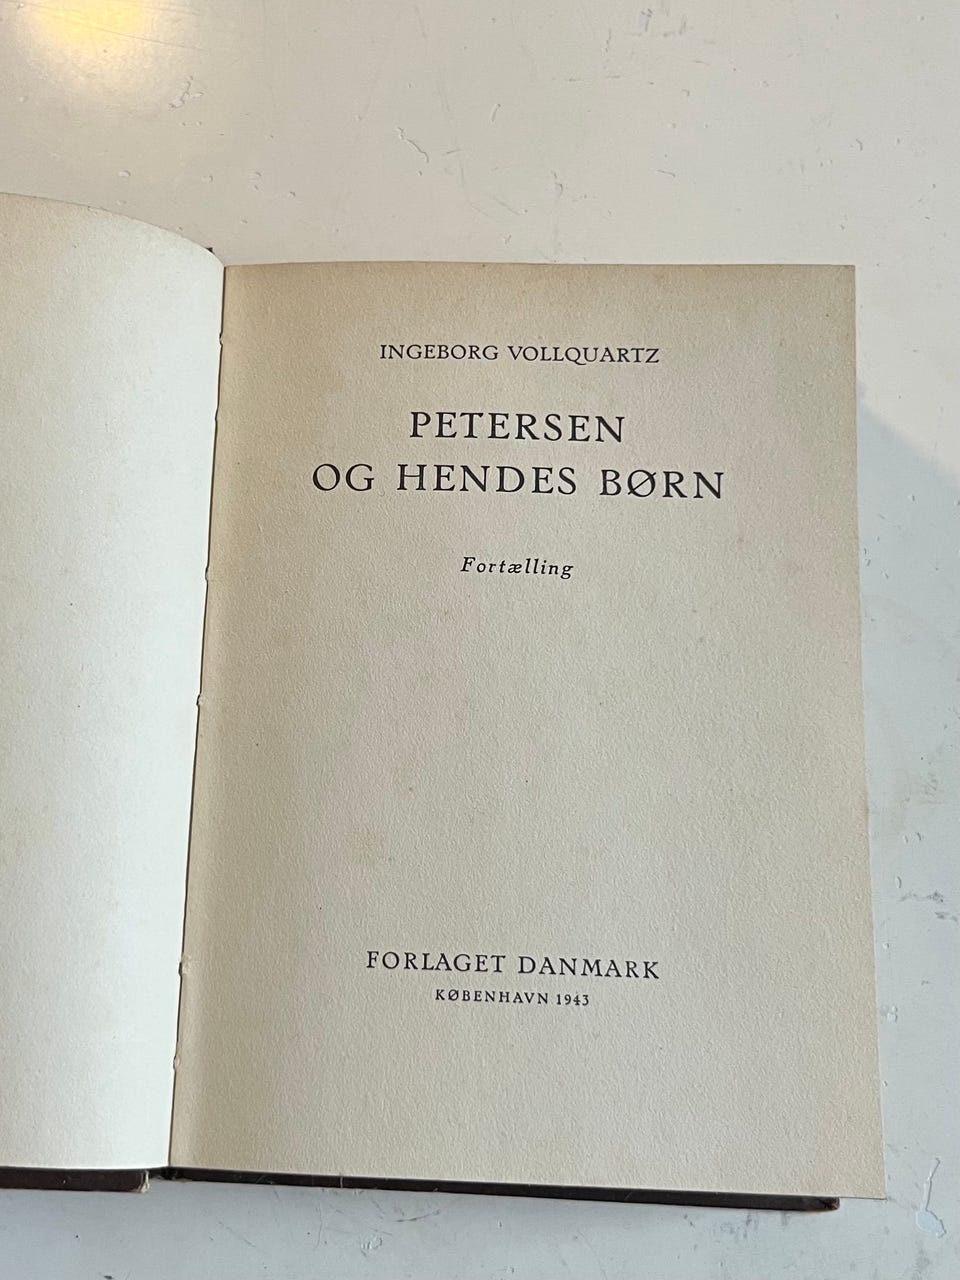 INGEBORG VOLLQUARTZ
PETERSEN
OG HENDES BØRN
Fortælling
FORLAGET DANMARK
KØBENHAVN 1943